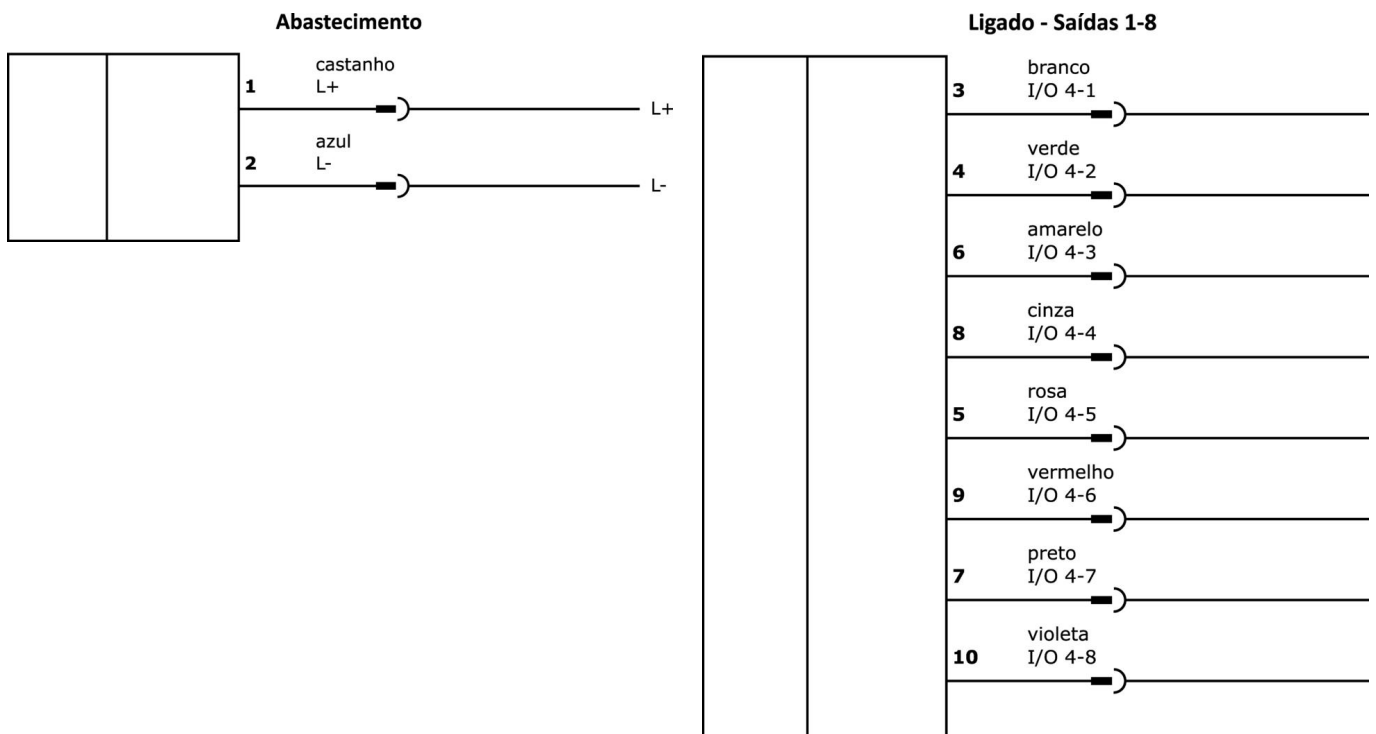 Abastecimento
1
castanho
L+
L+
2
azul
L-
L-
Ligado - Saídas 1-8
3
branco
I/O 4-1
4
verde
I/O 4-2
6
amarelo
I/O 4-3
8
cinza
I/O 4-4
5
rosa
I/O 4-5
9
vermelho
I/O 4-6
7
preto
I/O 4-7
10
violeta
I/O 4-8